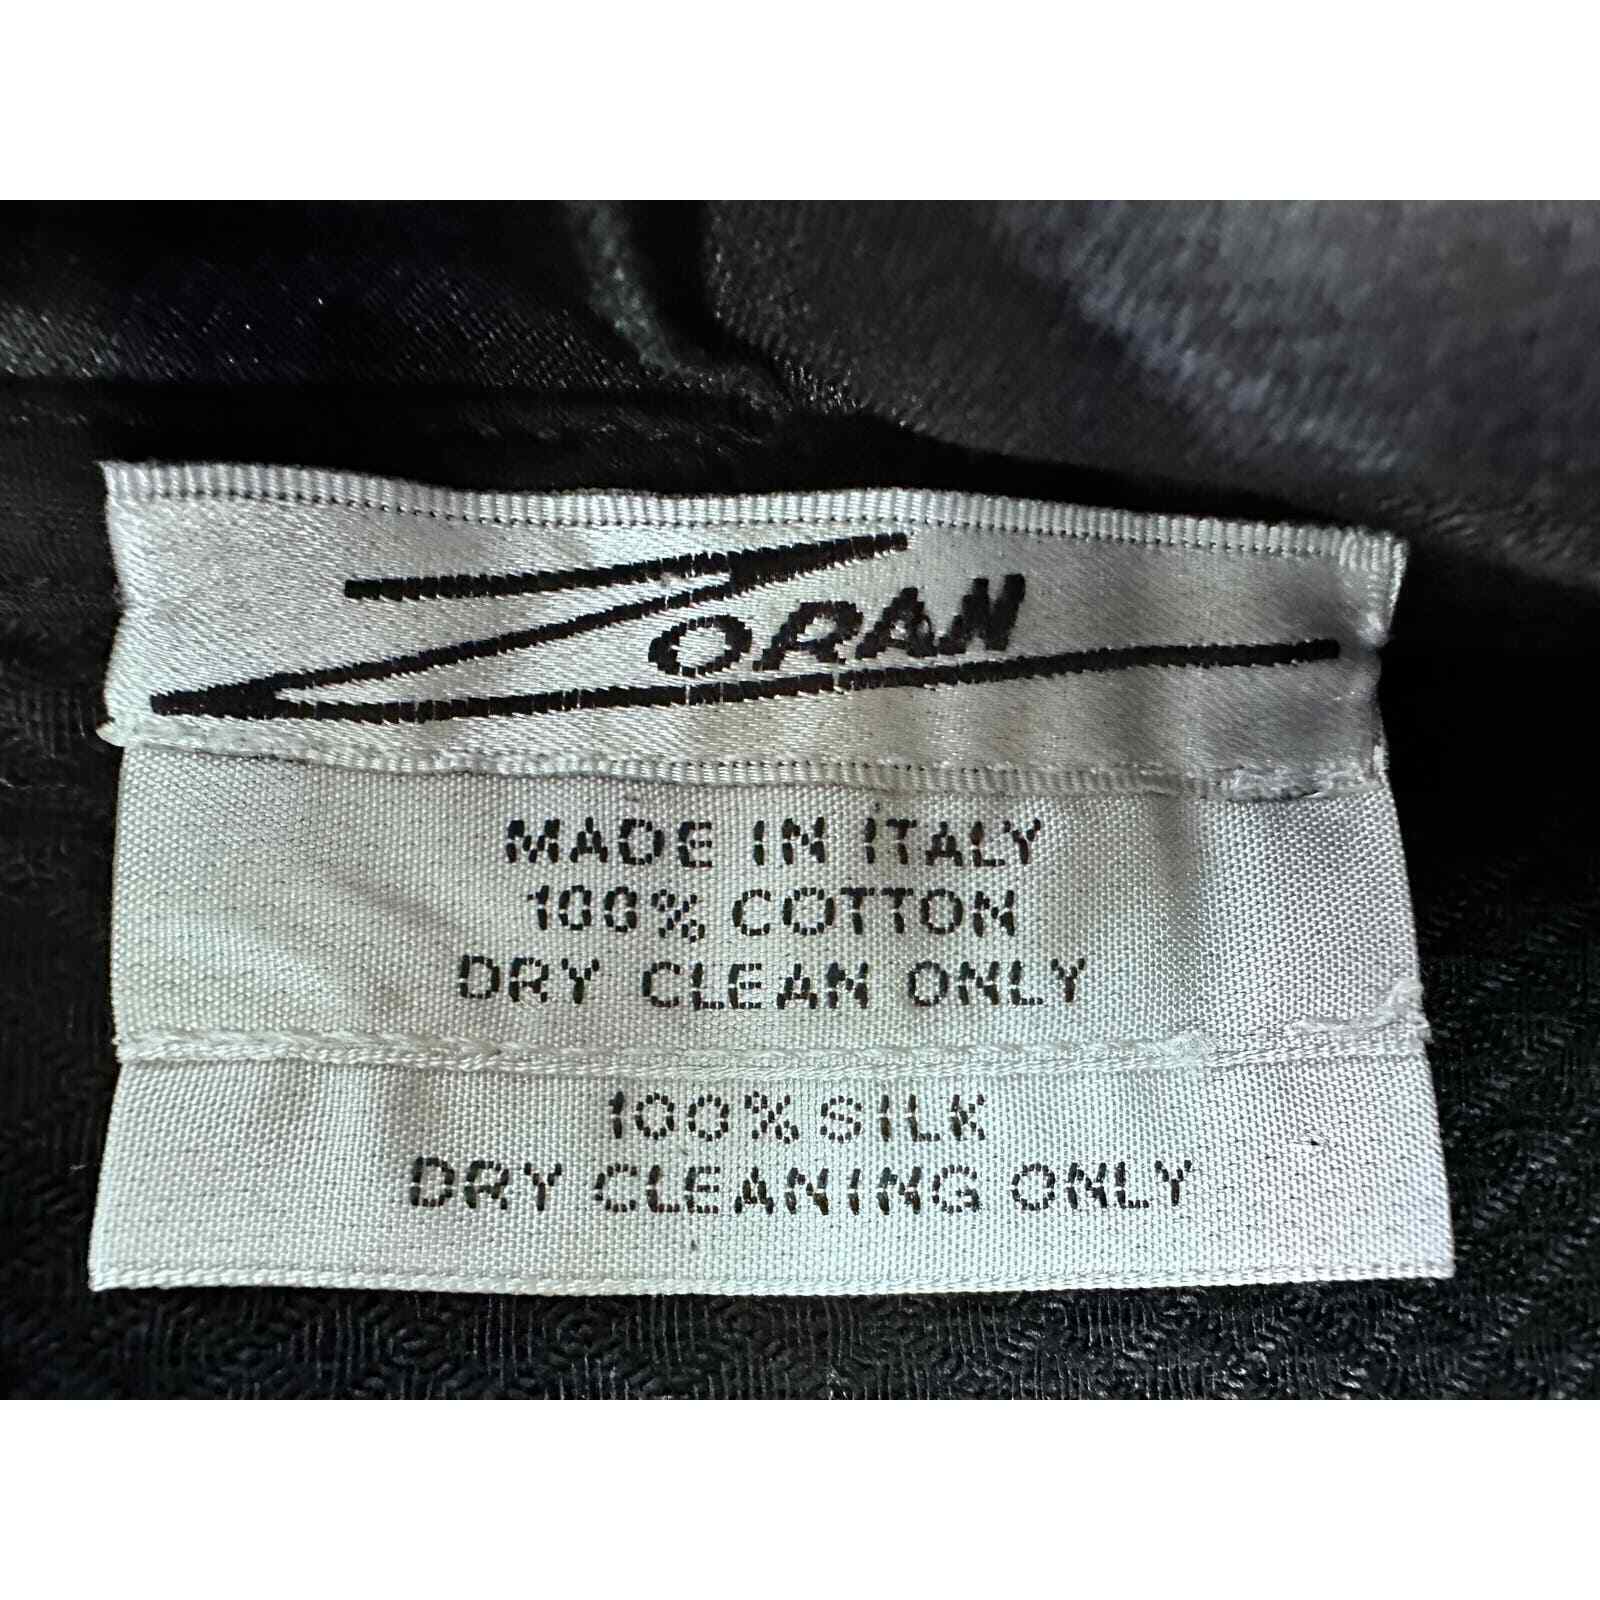 ZORAN
MADE IN ITALY
100% COTTON
DRY CLEAN ONLY
100% SILK
DRY CLEANING ONLY